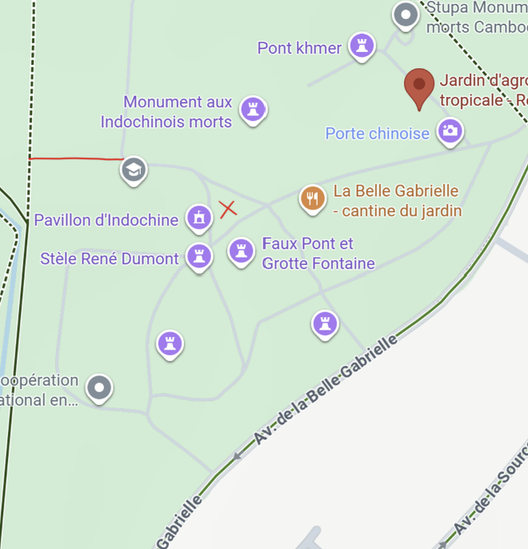 Stupa Monum
morts Cambo
Pont khmer
Jardin d'agro
tropicale - R
Monument aux
Indochinois morts
Porte chinoise
La Belle Gabrielle
- cantine du jardin
Pavillon d'Indochine
Faux Pont et
Grotte Fontaine
Stèle René Dumont
oopération
ational en...
Av. de la Belle Gabrielle
Gabrielle
Av. de la Sourc